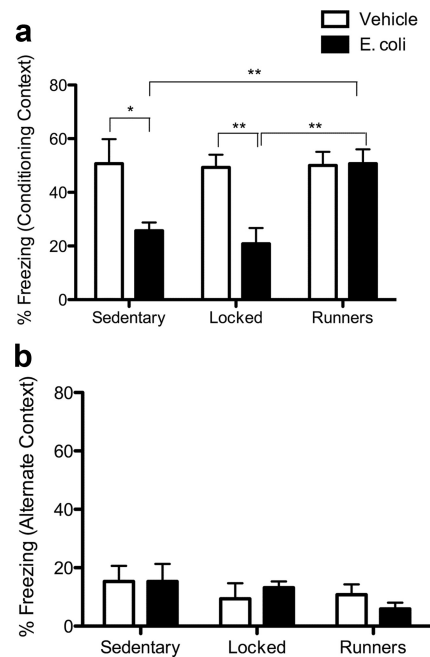 a
Vehicle
E. coli
% Freezing (Conditioning Context)
80
60
40
20
0
**
*
**
**
Sedentary
Locked
Runners
b
% Freezing (Alternate Context)
80
60
40
20
0
Sedentary
Locked
Runners